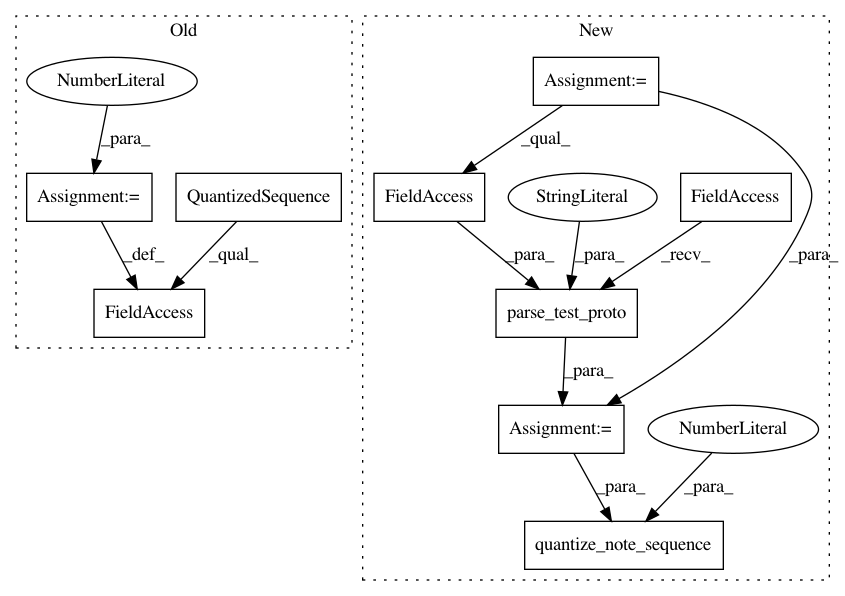 Old
New
NumberLiteral
Assignment:=
_para_
_qual_
Assignment:=
QuantizedSequence
FieldAccess
StringLiteral
FieldAccess
_def_
_qual_
_para_
_para_
_recv_
_para_
FieldAccess
parse_test_proto
_para_
Assignment:=
NumberLiteral
_para_
_para_
quantize_note_sequence